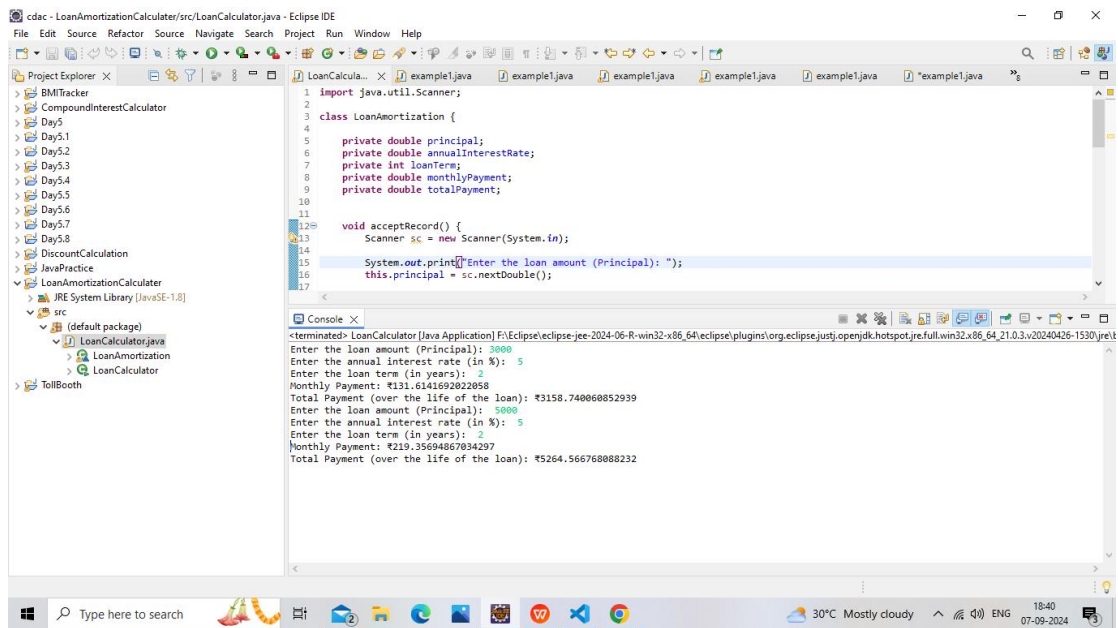 cdac - LoanAmortizationCalculater/src/LoanCalculator.java - Eclipse IDE
File Edit Source Refactor Source Navigate Search Project Run Window Help
Project Explorer
LoanCalcula...
example1.java
example1.java
example1.java
example1.java
example1.java
*example1.java
»8
BMITracker
CompoundInterestCalculator
Day5
Day5.1
Day5.2
Day5.3
Day5.4
Day5.5
Day5.6
Day5.7
Day5.8
DiscountCalculation
JavaPractice
LoanAmortizationCalculater
JRE System Library [JavaSE-1.8]
src
(default package)
LoanCalculator.java
LoanAmortization
LoanCalculator
TollBooth
1 import java.util.Scanner;
2
3 class LoanAmortization {
4
5 private double principal;
6 private double annualInterestRate;
7 private int loanTerm;
8 private double monthlyPayment;
9 private double totalPayment;
10
11
12 void acceptRecord() {
13 Scanner sc = new Scanner(System.in);
14
15 System.out.print("Enter the loan amount (Principal): ");
16 this.principal = sc.nextDouble();
17
Console
<terminated> LoanCalculator [Java Application] F:\Eclipse\eclipse-jee-2024-06-R-win32-x86_64\eclipse\plugins\org.eclipse.justj.openjdk.hotspot.jre.full.win32.x86_64_21.0.3.v20240426-1530\jre\b
Enter the loan amount (Principal): 3000
Enter the annual interest rate (in %): 5
Enter the loan term (in years): 2
Monthly Payment: ₹131.6141692022058
Total Payment (over the life of the loan): ₹3158.740060852939
Enter the loan amount (Principal): 5000
Enter the annual interest rate (in %): 5
Enter the loan term (in years): 2
Monthly Payment: ₹219.35694867034297
Total Payment (over the life of the loan): ₹5264.566768088232
Type here to search
2
30°C Mostly cloudy
ENG
18:40
07-09-2024
3